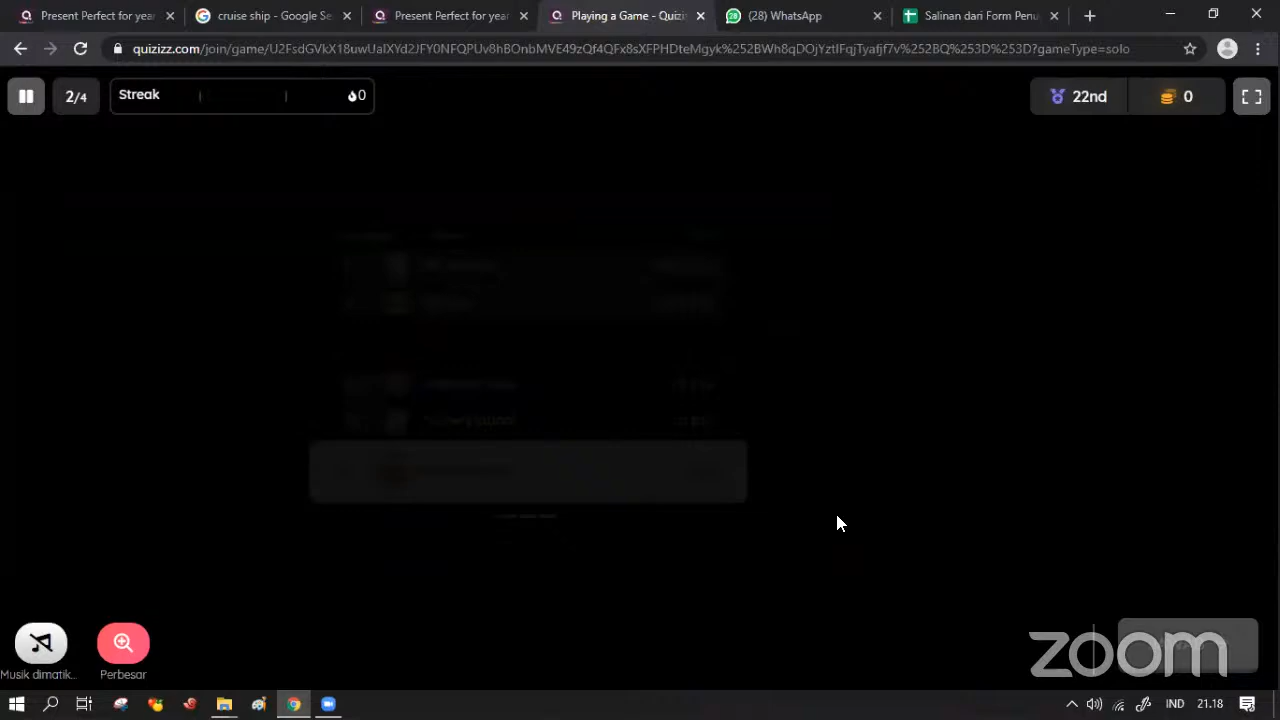 Present Perfect for year
cruise ship - Google Se
Present Perfect for year
Playing a Game - Quizi
(28) WhatsApp
Salinan dari Form Penu
quizizz.com/join/game/U2FsdGVkX18uwUalXYd2JFY0NFQPUv8hBOnbMVE49zQf4QFx8sXFPHDteMgyk%252BWh8qDOjYztIFqjTyafjf7v%252BQ%253D%253D?gameType=solo
2/4
Streak
0
22nd
0
Musik dimatik...
Perbesar
zoom
IND
21.18